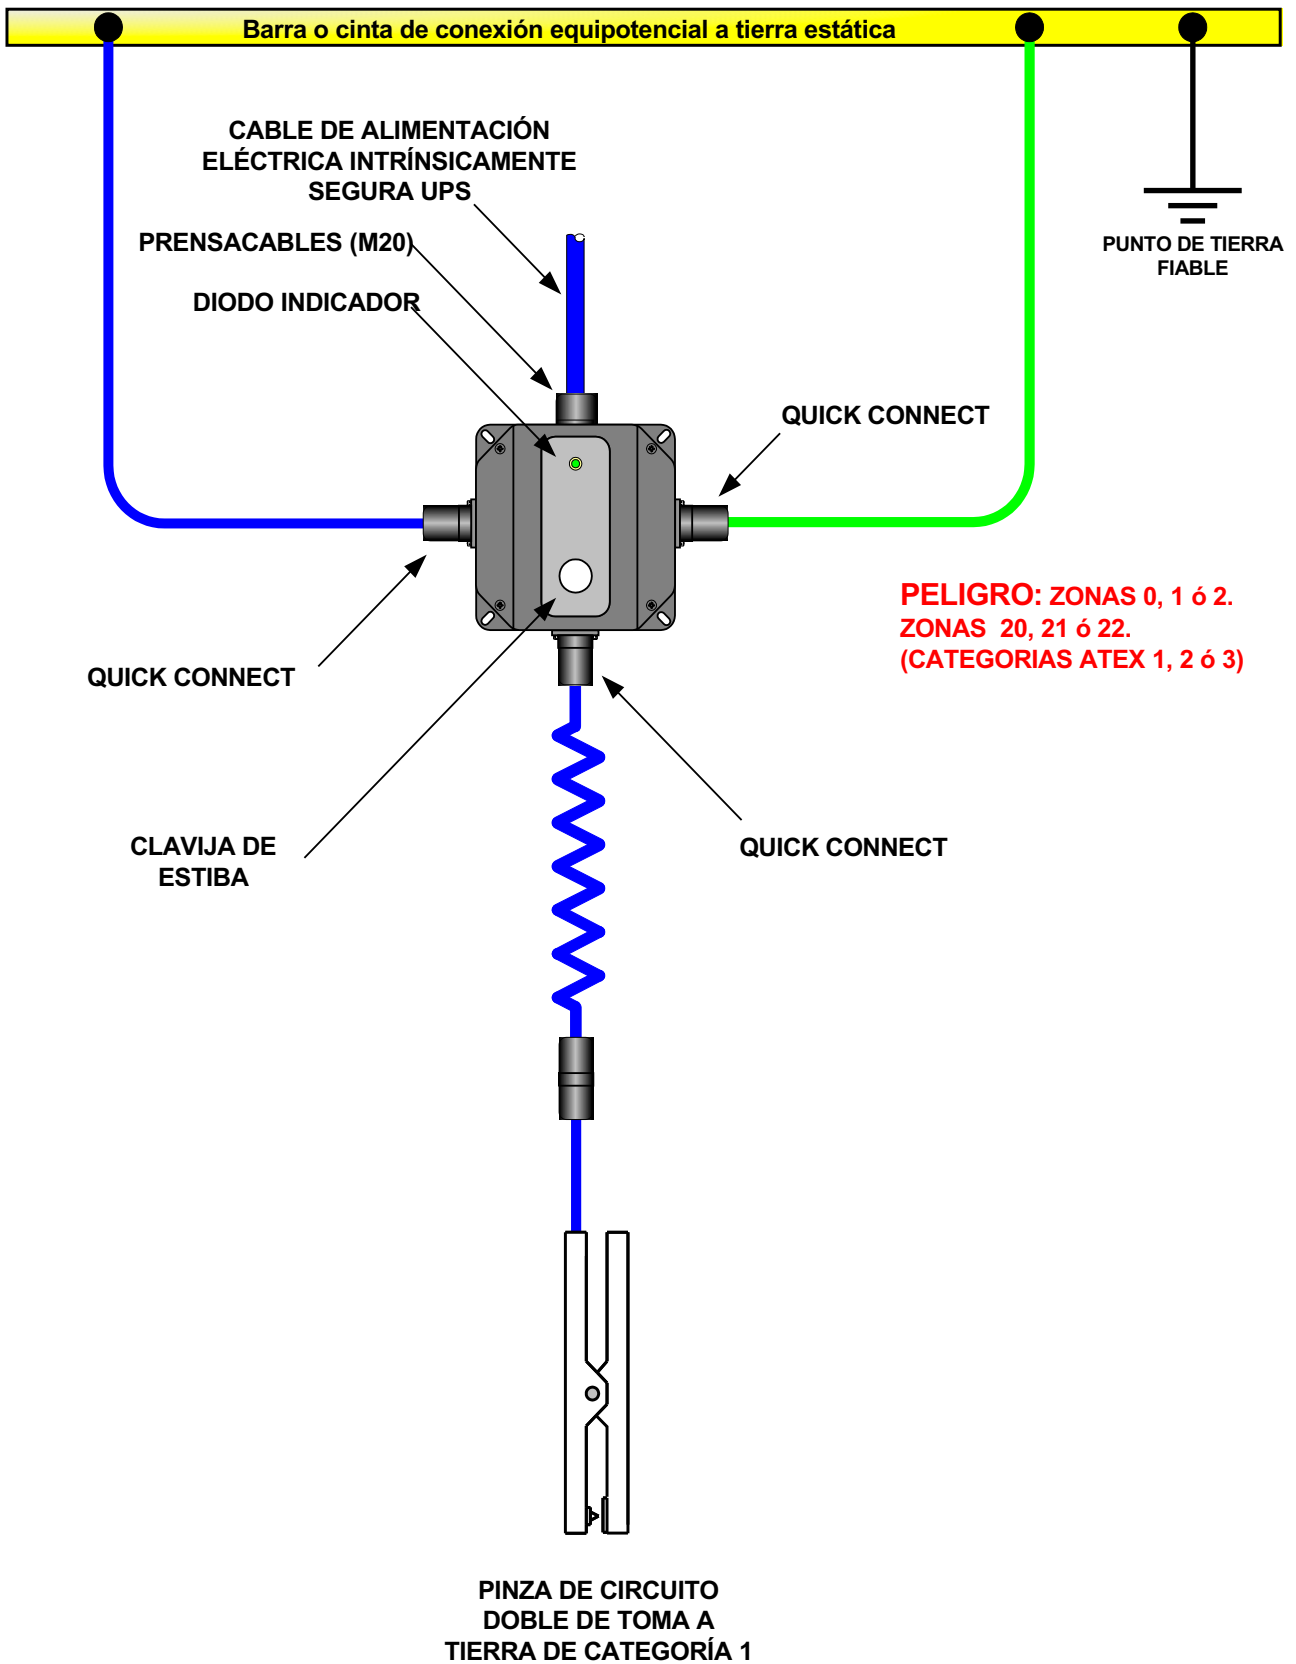 Barra o cinta de conexión equipotencial a tierra estática
CABLE DE ALIMENTACIÓN
ELÉCTRICA INTRÍNSICAMENTE
SEGURA UPS
PRENSACABLES (M20)
DIODO INDICADOR
PUNTO DE TIERRA
FIABLE
QUICK CONNECT
PELIGRO: ZONAS 0, 1 ó 2.
ZONAS 20, 21 ó 22.
(CATEGORIAS ATEX 1, 2 ó 3)
QUICK CONNECT
CLAVIJA DE
ESTIBA
QUICK CONNECT
PINZA DE CIRCUITO
DOBLE DE TOMA A
TIERRA DE CATEGORÍA 1